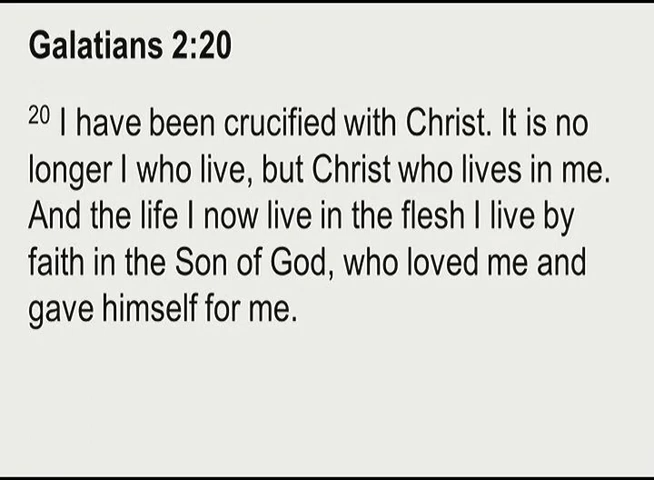 Galatians 2:20
20 I have been crucified with Christ. It is no
longer I who live, but Christ who lives in me.
And the life I now live in the flesh I live by
faith in the Son of God, who loved me and
gave himself for me.